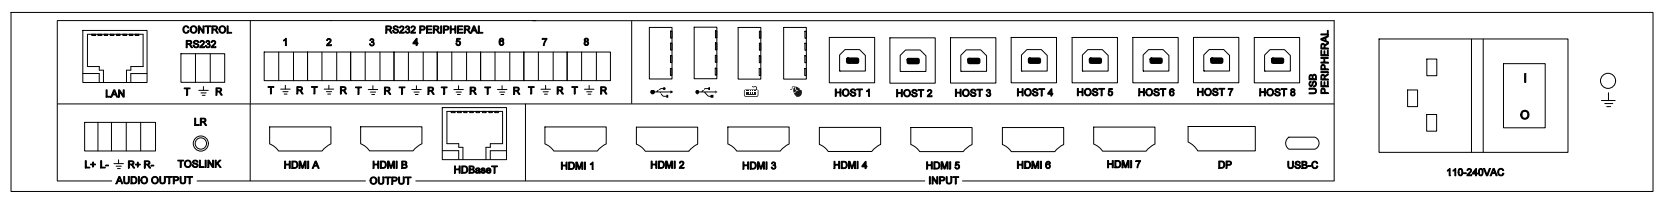 CONTROL
RS232
LAN
T R
RS232 PERIPHERAL
1 2 3 4 5 6 7 8
T R T R T R T R T R T R T R T R
HOST 1 HOST 2 HOST 3 HOST 4 HOST 5 HOST 6 HOST 7 HOST 8
USB
PERIPHERAL
L+ L- R+ R-
LR
TOSLINK
AUDIO OUTPUT
HDMI A HDMI B HDBaseT
OUTPUT
HDMI 1 HDMI 2 HDMI 3 HDMI 4 HDMI 5 HDMI 6 HDMI 7 DP USB-C
INPUT
I
O
110-240VAC